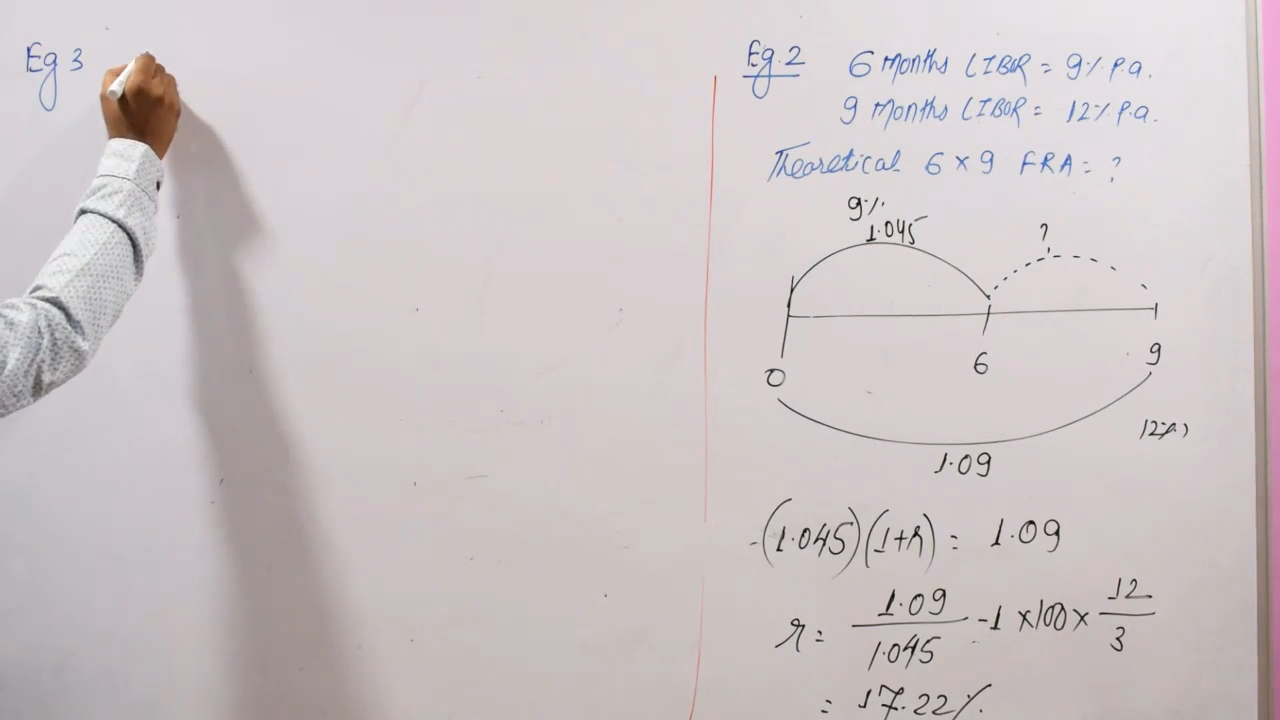 Eg 3
Eg.2 6 Months LIBOR = 9% p.a.
9 Months LIBOR = 12% p.a.
Theoretical 6 x 9 FRA = ?
9%
1.045
?
0
6
9
12%)
1.09
(1.045)(1+r) = 1.09
r = 1.09/1.045 -1 x100x 12/3
= 17.22%